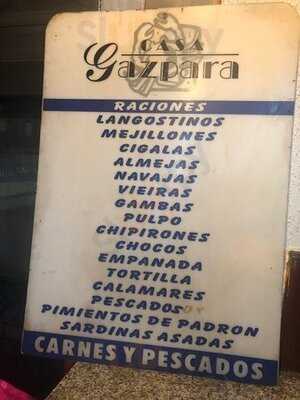 CASA
Gazpara
RACIONES
LANGOSTINOS
MEJILLONES
CIGALAS
ALMEJAS
NAVAJAS
VIEIRAS
GAMBAS
PULPO
CHIPIRONES
CHOCOS
EMPANADA
TORTILLA
CALAMARES
PESCADOS
PIMIENTOS DE PADRON
SARDINAS ASADAS
CARNES Y PESCADOS